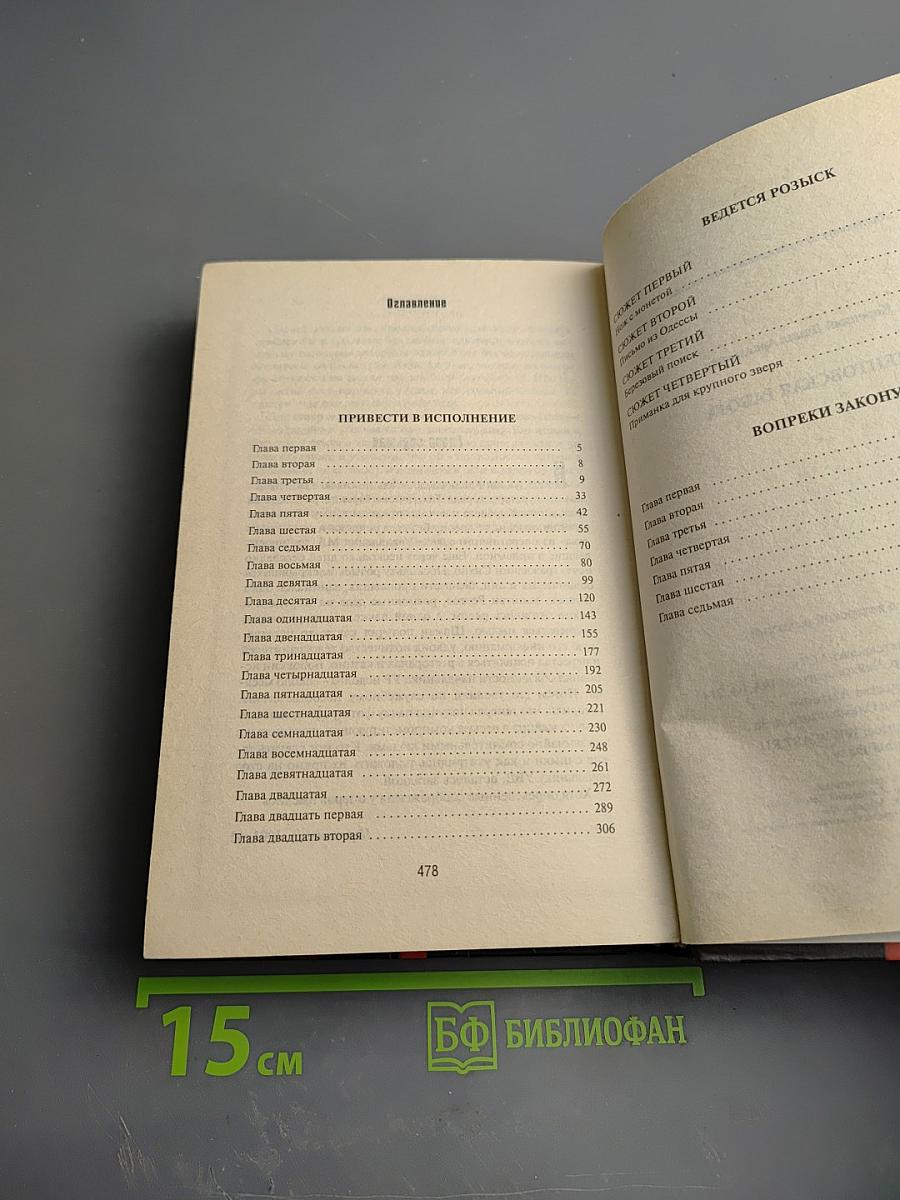 Оглавление
ПРИВЕСТИ В ИСПОЛНЕНИЕ
Глава первая 5
Глава вторая 8
Глава третья 9
Глава четвертая 33
Глава пятая 42
Глава шестая 55
Глава седьмая 70
Глава восьмая 80
Глава девятая 99
Глава десятая 120
Глава одиннадцатая 143
Глава двенадцатая 155
Глава тринадцатая 177
Глава четырнадцатая 192
Глава пятнадцатая 205
Глава шестнадцатая 221
Глава семнадцатая 230
Глава восемнадцатая 248
Глава девятнадцатая 261
Глава двадцатая 272
Глава двадцать первая 289
Глава двадцать вторая 306
478
ВЕДЕТСЯ РОЗЫСК
СЮЖЕТ ПЕРВЫЙ
Нож с монетой
СЮЖЕТ ВТОРОЙ
Письмо из Одессы
СЮЖЕТ ТРЕТИЙ
Березовый поиск
СЮЖЕТ ЧЕТВЕРТЫЙ
Приманка для крупного зверя
ВОПРЕКИ ЗАКОНУ
Глава первая
Глава вторая
Глава третья
Глава четвертая
Глава пятая
Глава шестая
Глава седьмая
15 см
БФ БИБЛИОФАН